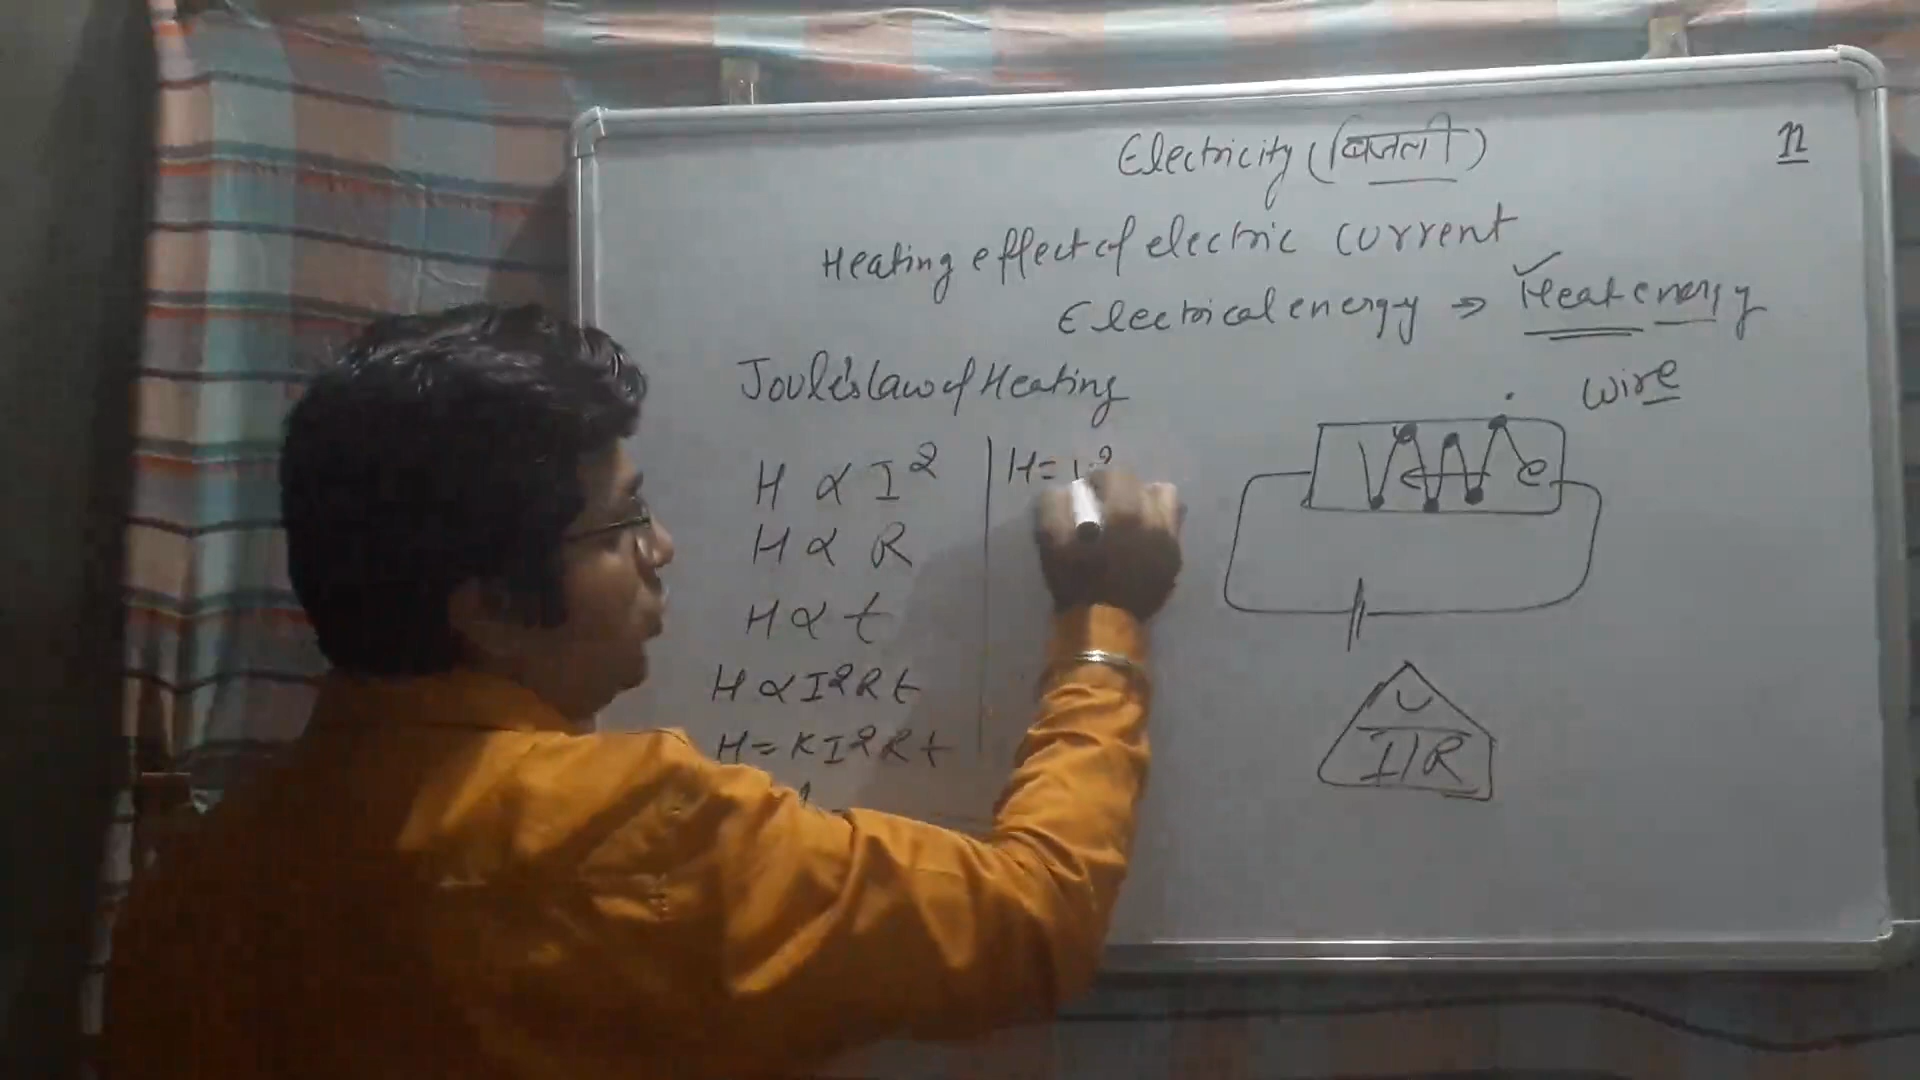 Electricity (बिजली)
11
Heating effect of electric current
Electrical energy ⇒ Heat energy
Joule's law of Heating
wire
H ∝ I²
H ∝ R
H ∝ t
H ∝ I²Rt
H = KI²Rt
H =
e e
V
I | R